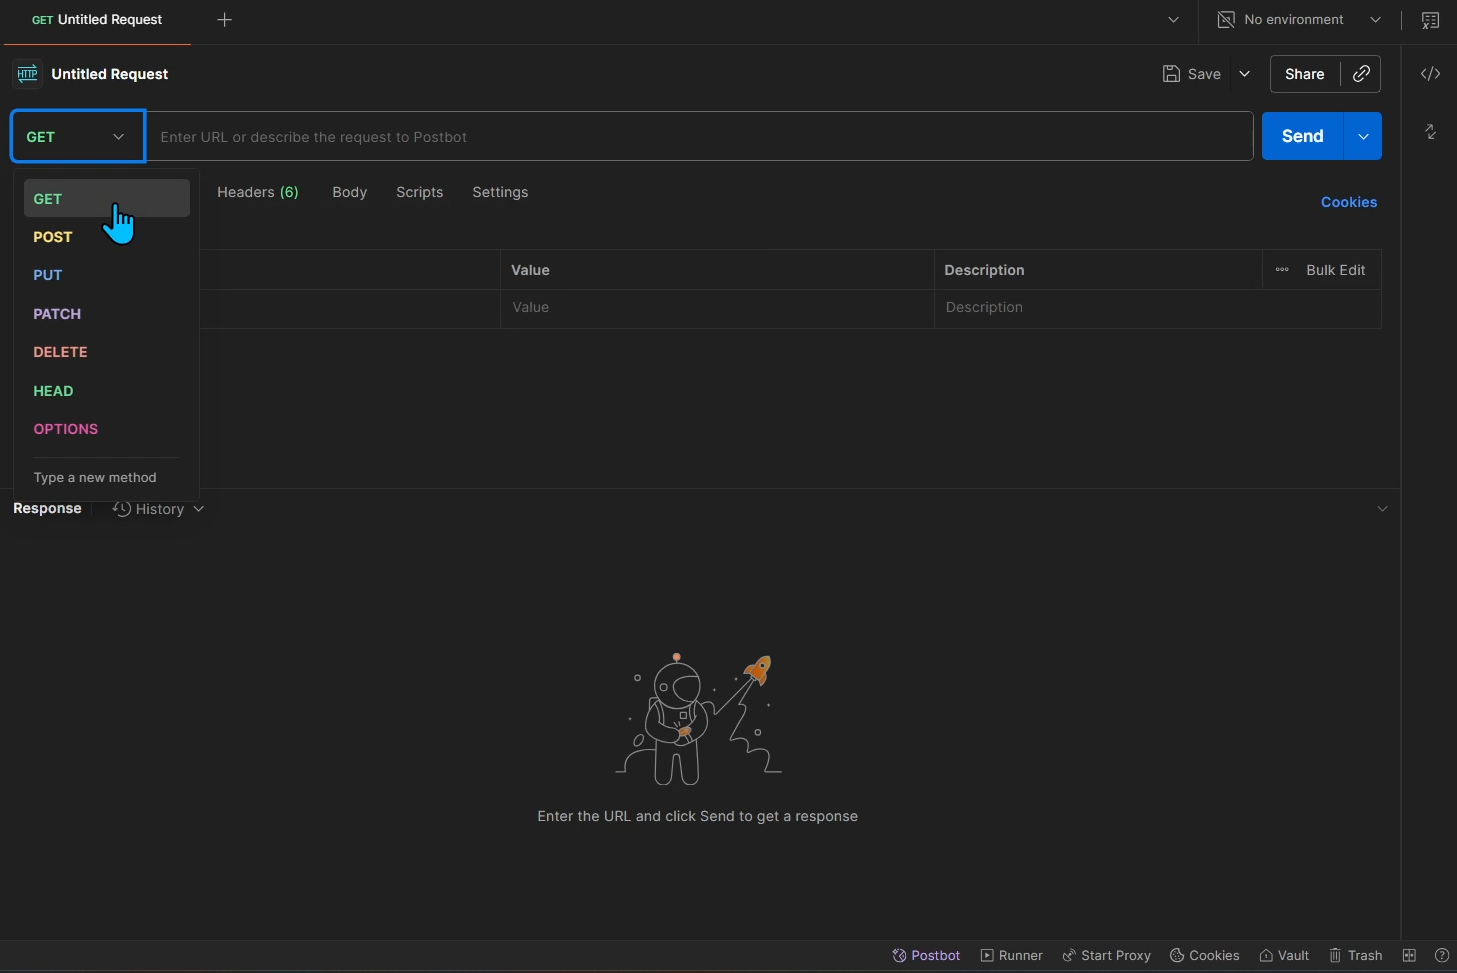 GET Untitled Request
No environment
HTTP Untitled Request
Save
Share
GET
Enter URL or describe the request to Postbot
Send
GET
POST
PUT
PATCH
DELETE
HEAD
OPTIONS
Type a new method
Headers (6)
Body
Scripts
Settings
Cookies
Value
Description
Bulk Edit
Value
Description
Response
History
Enter the URL and click Send to get a response
Postbot
Runner
Start Proxy
Cookies
Vault
Trash